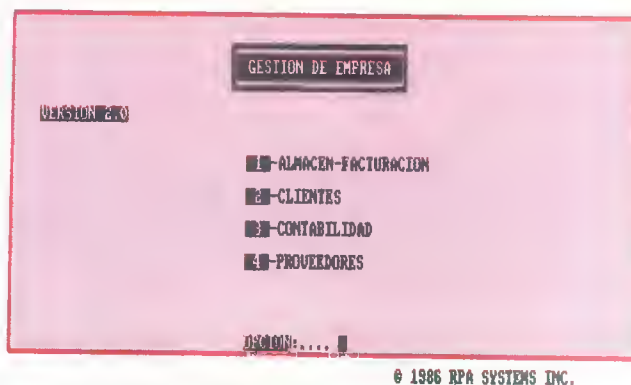 GESTION DE EMPRESA
VERSION 2.0
1-ALMACEN-FACTURACION
2-CLIENTES
3-CONTABILIDAD
4-PROVEEDORES
OPCION:....
© 1986 RPA SYSTEMS INC.